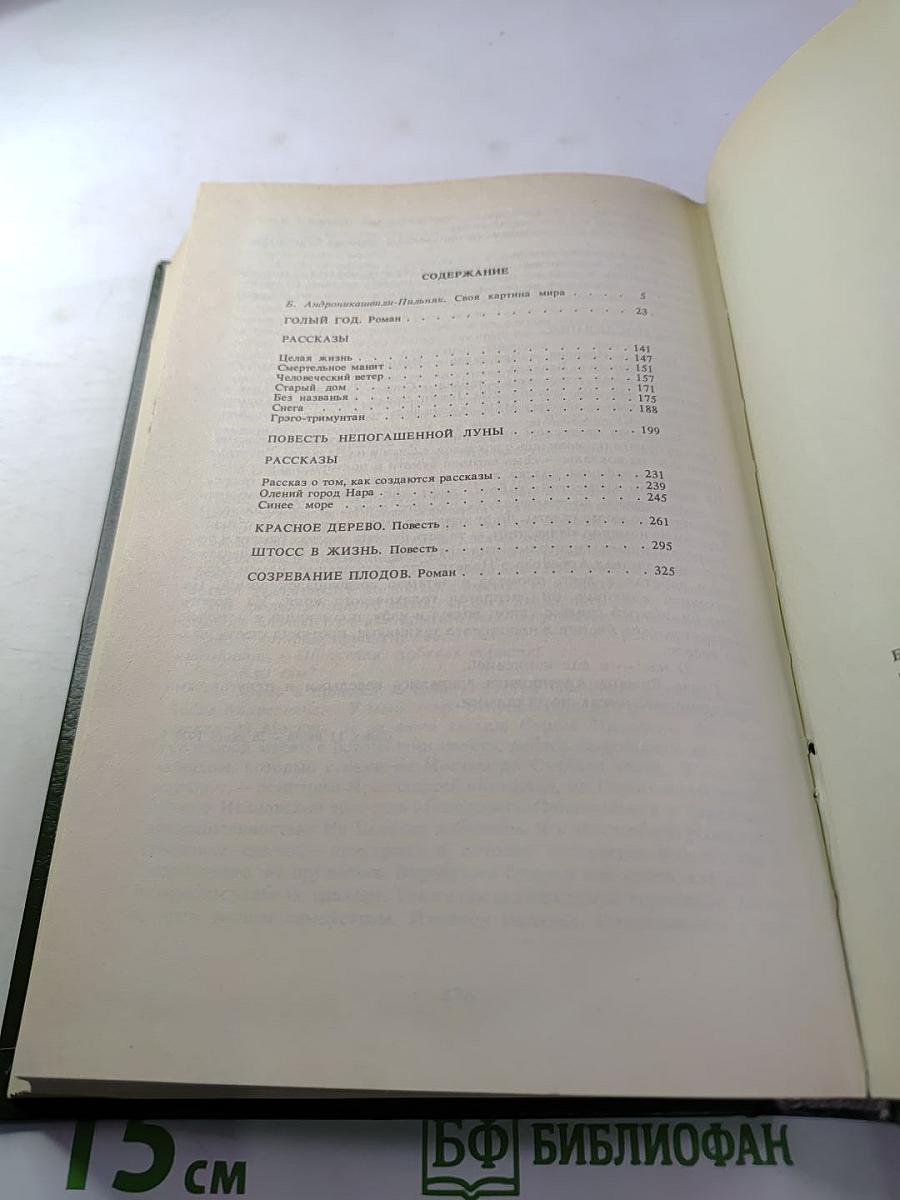 СОДЕРЖАНИЕ
Б. Андроникашвили-Пильняк. Своя картина мира . . . . 5
ГОЛЫЙ ГОД. Роман . . . . . . . . . . . . . 23
РАССКАЗЫ
Целая жизнь . . . . . . . . . . . . . . . 141
Смертельное манит . . . . . . . . . . . . . 147
Человеческий ветер . . . . . . . . . . . . . 151
Старый дом . . . . . . . . . . . . . . . 157
Без названья . . . . . . . . . . . . . . . 171
Снега . . . . . . . . . . . . . . . . . 175
Грэго-тримунтан . . . . . . . . . . . . . . 188
ПОВЕСТЬ НЕПОГАШЕННОЙ ЛУНЫ . . . . . . . . 199
РАССКАЗЫ
Рассказ о том, как создаются рассказы . . . . . . . . . 231
Олений город Нара . . . . . . . . . . . . . 239
Синее море . . . . . . . . . . . . . . . 245
КРАСНОЕ ДЕРЕВО. Повесть . . . . . . . . . . . 261
ШТОСС В ЖИЗНЬ. Повесть . . . . . . . . . . . 295
СОЗРЕВАНИЕ ПЛОДОВ. Роман . . . . . . . . . . 325
15 СМ
БФ БИБЛИОФАН